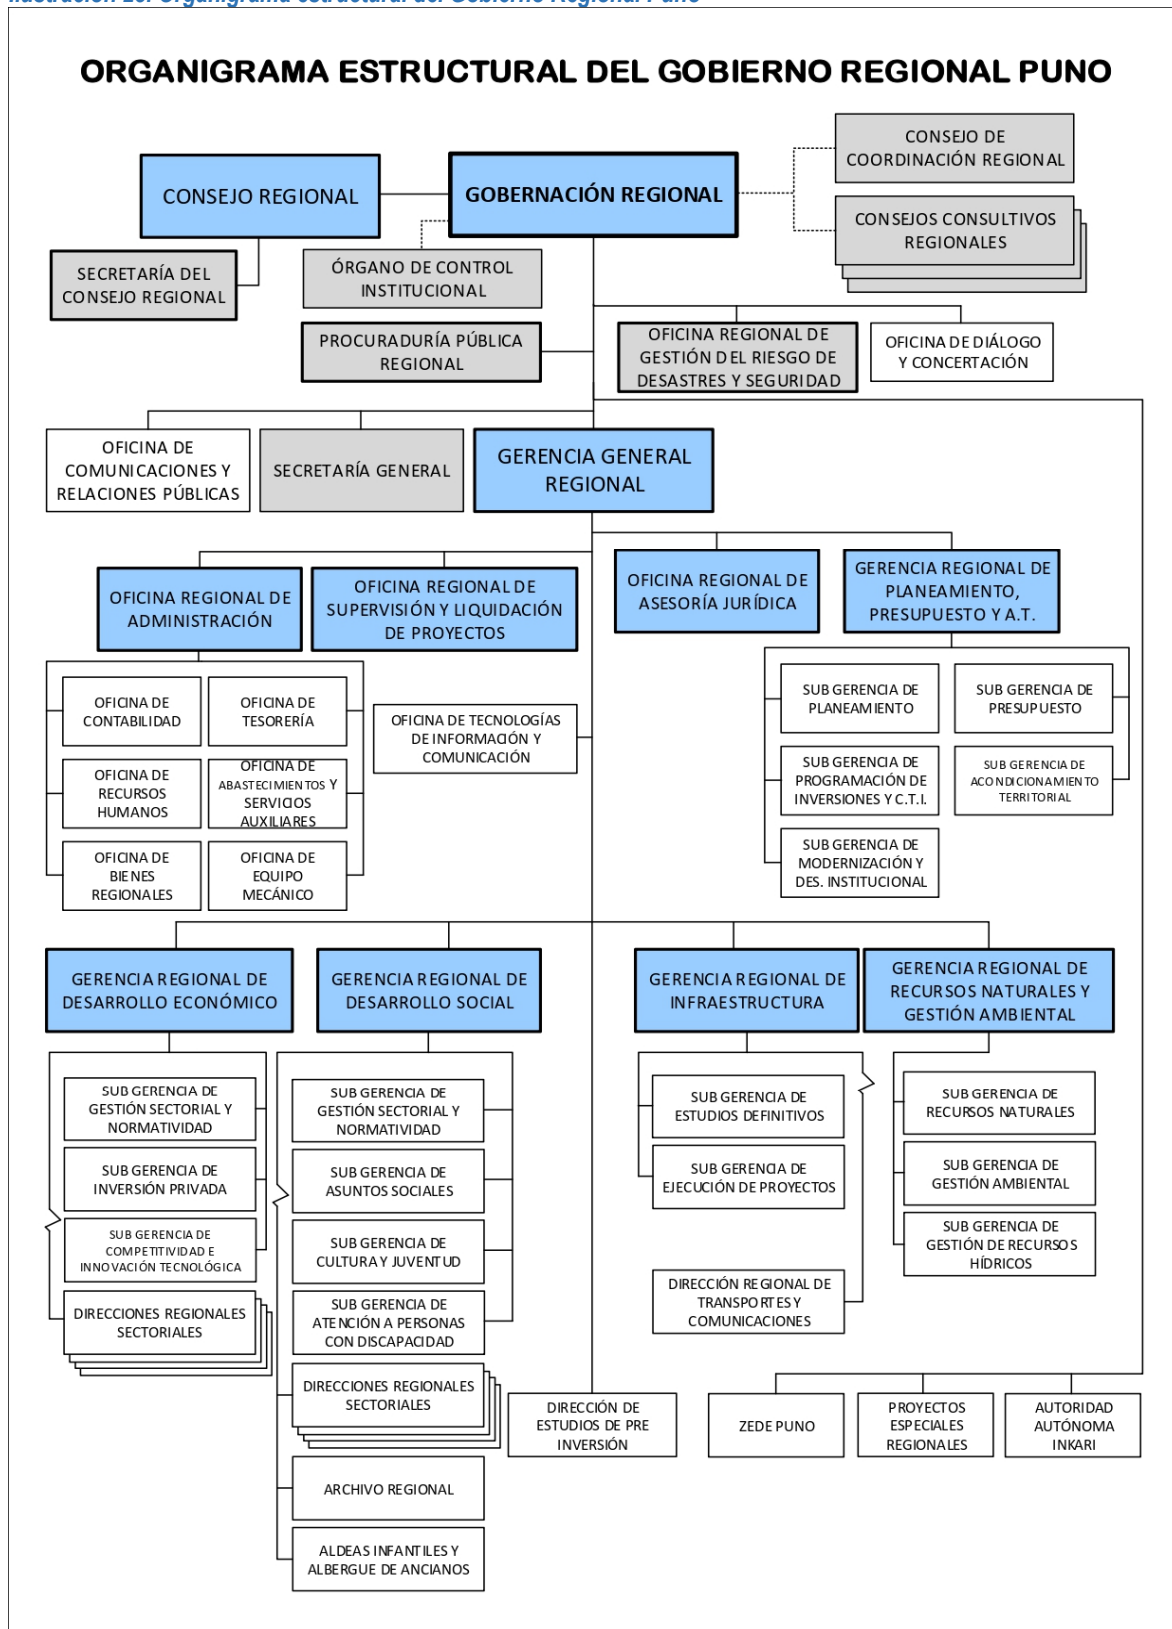 Ilustración 20. Organigrama estructural del Gobierno Regional Puno
ORGANIGRAMA ESTRUCTURAL DEL GOBIERNO REGIONAL PUNO
CONSEJO DE
COORDINACIÓN REGIONAL
CONSEJO REGIONAL
GOBERNACIÓN REGIONAL
CONSEJOS CONSULTIVOS
REGIONALES
SECRETARÍA DEL
CONSEJO REGIONAL
ÓRGANO DE CONTROL
INSTITUCIONAL
PROCURADURÍA PÚBLICA
REGIONAL
OFICINA REGIONAL DE
GESTIÓN DEL RIESGO DE
DESASTRES Y SEGURIDAD
OFICINA DE DIÁLOGO
Y CONCERTACIÓN
OFICINA DE
COMUNICACIONES Y
RELACIONES PÚBLICAS
SECRETARÍA GENERAL
GERENCIA GENERAL
REGIONAL
OFICINA REGIONAL DE
ADMINISTRACIÓN
OFICINA REGIONAL DE
SUPERVISIÓN Y LIQUIDACIÓN
DE PROYECTOS
OFICINA REGIONAL DE
ASESORÍA JURÍDICA
GERENCIA REGIONAL DE
PLANEAMIENTO,
PRESUPUESTO Y A.T.
OFICINA DE
CONTABILIDAD
OFICINA DE
TESORERÍA
OFICINA DE
RECURSOS
HUMANOS
OFICINA DE
ABASTECIMIENTOS Y
SERVICIOS
AUXILIARES
OFICINA DE
BIENES
REGIONALES
OFICINA DE
EQUIPO
MECÁNICO
OFICINA DE TECNOLOGÍAS
DE INFORMACIÓN Y
COMUNICACIÓN
SUB GERENCIA DE
PLANEAMIENTO
SUB GERENCIA DE
PRESUPUESTO
SUB GERENCIA DE
PROGRAMACIÓN DE
INVERSIONES Y C.T.I.
SUB GERENCIA DE
ACONDICIONAMIENTO
TERRITORIAL
SUB GERENCIA DE
MODERNIZACIÓN Y
DES. INSTITUCIONAL
GERENCIA REGIONAL DE
DESARROLLO ECONÓMICO
GERENCIA REGIONAL DE
DESARROLLO SOCIAL
GERENCIA REGIONAL DE
INFRAESTRUCTURA
GERENCIA REGIONAL DE
RECURSOS NATURALES Y
GESTIÓN AMBIENTAL
SUB GERENCIA DE
GESTIÓN SECTORIAL Y
NORMATIVIDAD
SUB GERENCIA DE
INVERSIÓN PRIVADA
SUB GERENCIA DE
COMPETITIVIDAD E
INNOVACIÓN TECNOLÓGICA
DIRECCIONES REGIONALES
SECTORIALES
SUB GERENCIA DE
GESTIÓN SECTORIAL Y
NORMATIVIDAD
SUB GERENCIA DE
ASUNTOS SOCIALES
SUB GERENCIA DE
CULTURA Y JUVENTUD
SUB GERENCIA DE
ATENCIÓN A PERSONAS
CON DISCAPACIDAD
DIRECCIONES REGIONALES
SECTORIALES
ARCHIVO REGIONAL
ALDEAS INFANTILES Y
ALBERGUE DE ANCIANOS
SUB GERENCIA DE
ESTUDIOS DEFINITIVOS
SUB GERENCIA DE
EJECUCIÓN DE PROYECTOS
DIRECCIÓN REGIONAL DE
TRANSPORTES Y
COMUNICACIONES
SUB GERENCIA DE
RECURSOS NATURALES
SUB GERENCIA DE
GESTIÓN AMBIENTAL
SUB GERENCIA DE
GESTIÓN DE RECURSOS
HÍDRICOS
DIRECCIÓN DE
ESTUDIOS DE PRE
INVERSIÓN
ZEDE PUNO
PROYECTOS
ESPECIALES
REGIONALES
AUTORIDAD
AUTÓNOMA
INKARI